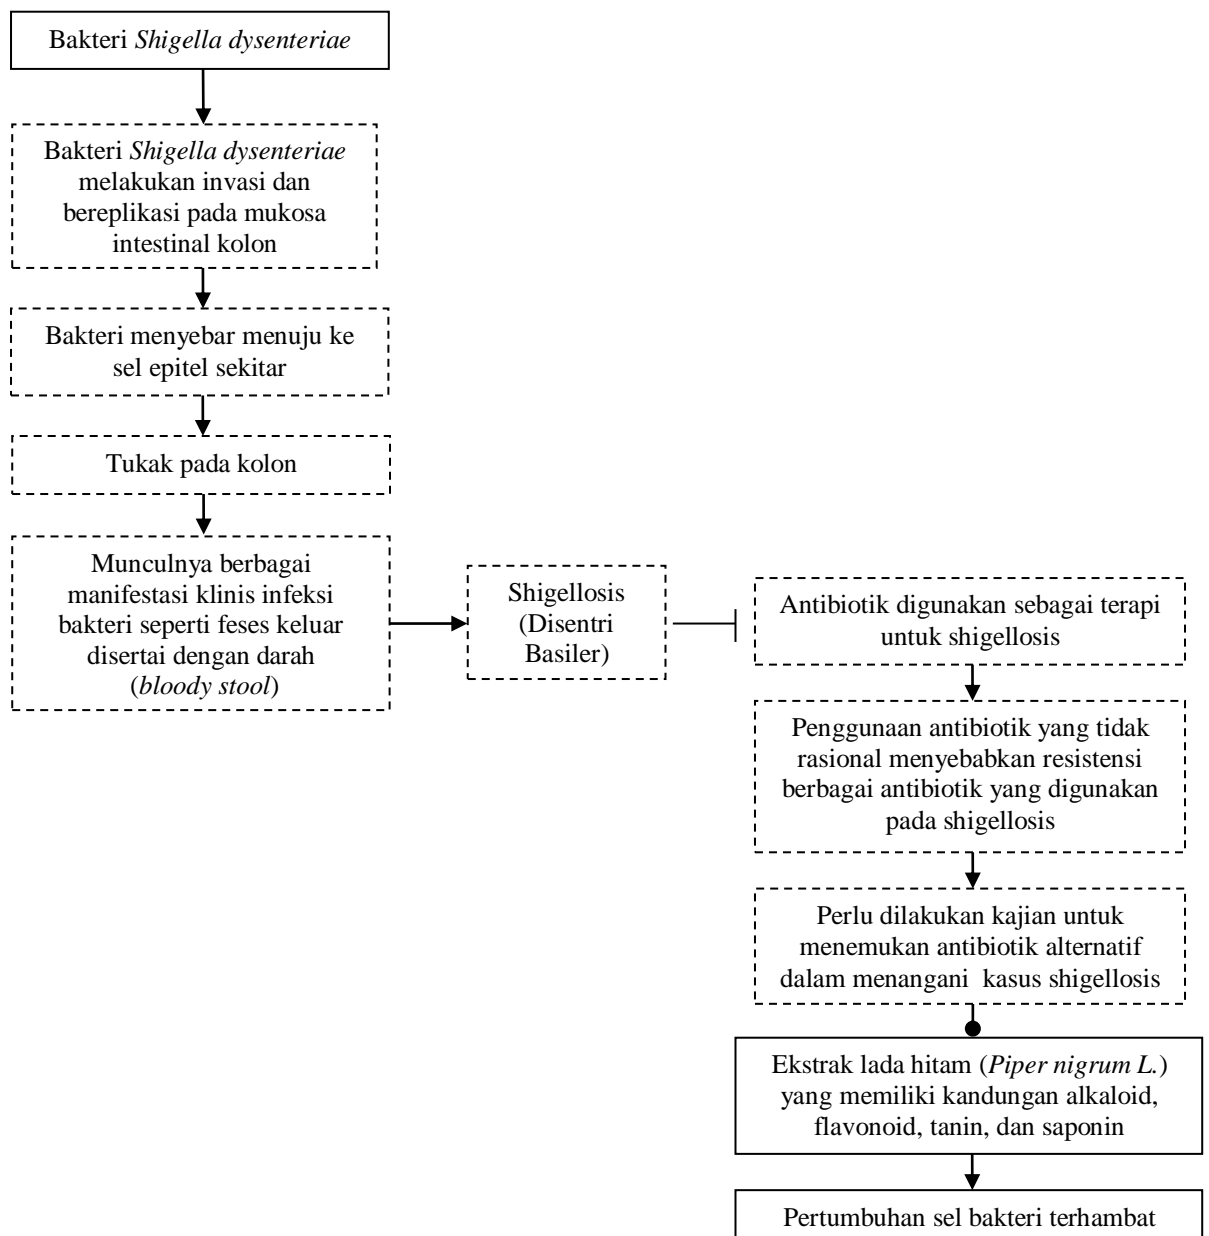 Bakteri Shigella dysenteriae
Bakteri Shigella dysenteriae
melakukan invasi dan
bereplikasi pada mukosa
intestinal kolon
Bakteri menyebar menuju ke
sel epitel sekitar
Tukak pada kolon
Munculnya berbagai
manifestasi klinis infeksi
bakteri seperti feses keluar
disertai dengan darah
(bloody stool)
Shigellosis
(Disentri
Basiler)
Antibiotik digunakan sebagai terapi
untuk shigellosis
Penggunaan antibiotik yang tidak
rasional menyebabkan resistensi
berbagai antibiotik yang digunakan
pada shigellosis
Perlu dilakukan kajian untuk
menemukan antibiotik alternatif
dalam menangani  kasus shigellosis
Ekstrak lada hitam (Piper nigrum L.)
yang memiliki kandungan alkaloid,
flavonoid, tanin, dan saponin
Pertumbuhan sel bakteri terhambat